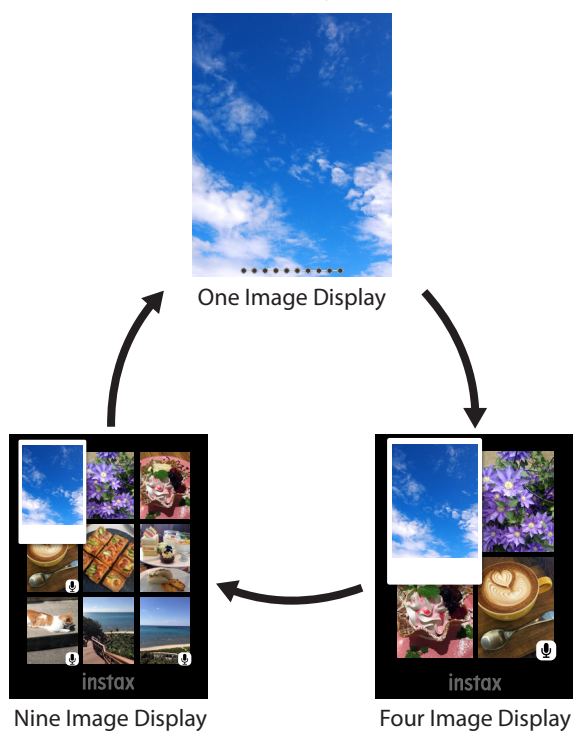 One Image Display
instax
instax
Nine Image Display
Four Image Display